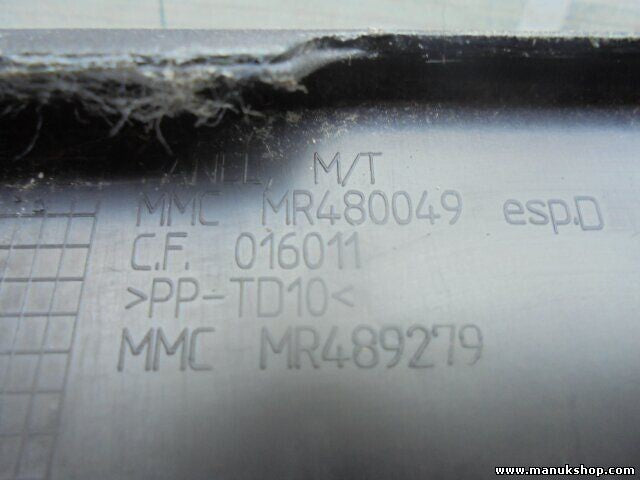 M/T
MMC MR480049 esp.D
C.F. 016011
>PP-TD10<
MMC MR489279
www.manukshop.com